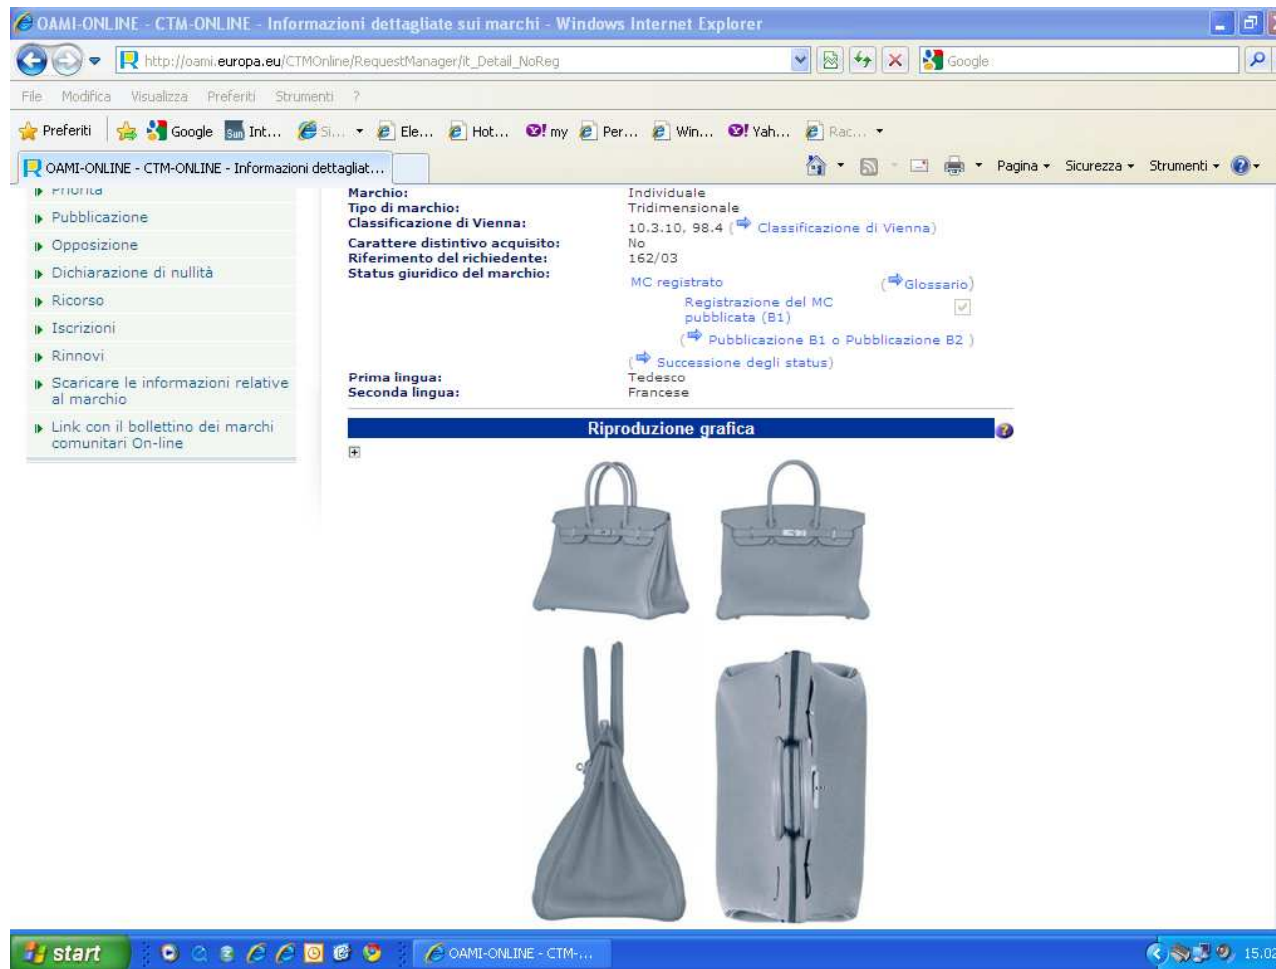 OAMI-ONLINE - CTM-ONLINE - Informazioni dettagliate sui marchi - Windows Internet Explorer
http://oami.europa.eu/CTMOnline/RequestManager/it_Detail_NoReg
Google
File Modifica Visualizza Preferiti Strumenti ?
Preferiti Google Sun Int... Si... Ele... Hot... my Per... Win... Yah... Rac...
OAMI-ONLINE - CTM-ONLINE - Informazioni dettagliat...
Pagina Sicurezza Strumenti
Priorità
Pubblicazione
Opposizione
Dichiarazione di nullità
Ricorso
Iscrizioni
Rinnovi
Scaricare le informazioni relative
al marchio
Link con il bollettino dei marchi
comunitari On-line
Marchio: Individuale
Tipo di marchio: Tridimensionale
Classificazione di Vienna: 10.3.10, 98.4 ( Classificazione di Vienna)
Carattere distintivo acquisito: No
Riferimento del richiedente: 162/03
Status giuridico del marchio:
MC registrato ( Glossario)
Registrazione del MC
pubblicata (B1)
( Pubblicazione B1 o Pubblicazione B2 )
( Successione degli status)
Prima lingua: Tedesco
Seconda lingua: Francese
Riproduzione grafica
start
OAMI-ONLINE - CTM-...
15.02